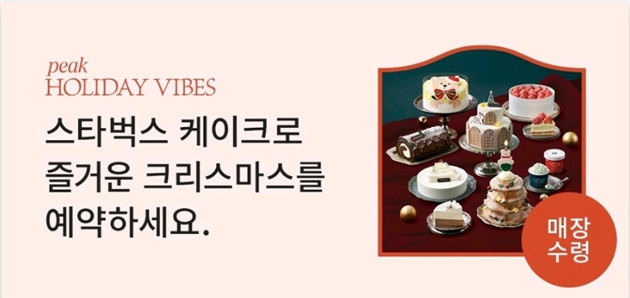 peak
HOLIDAY VIBES
스타벅스 케이크로
즐거운 크리스마스를
예약하세요.
매장
수령